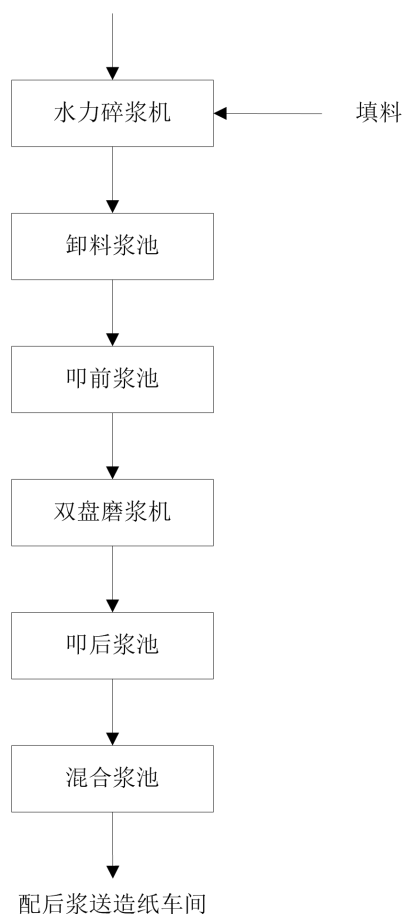 水力碎浆机
填料
卸料浆池
叩前浆池
双盘磨浆机
叩后浆池
混合浆池
配后浆送造纸车间